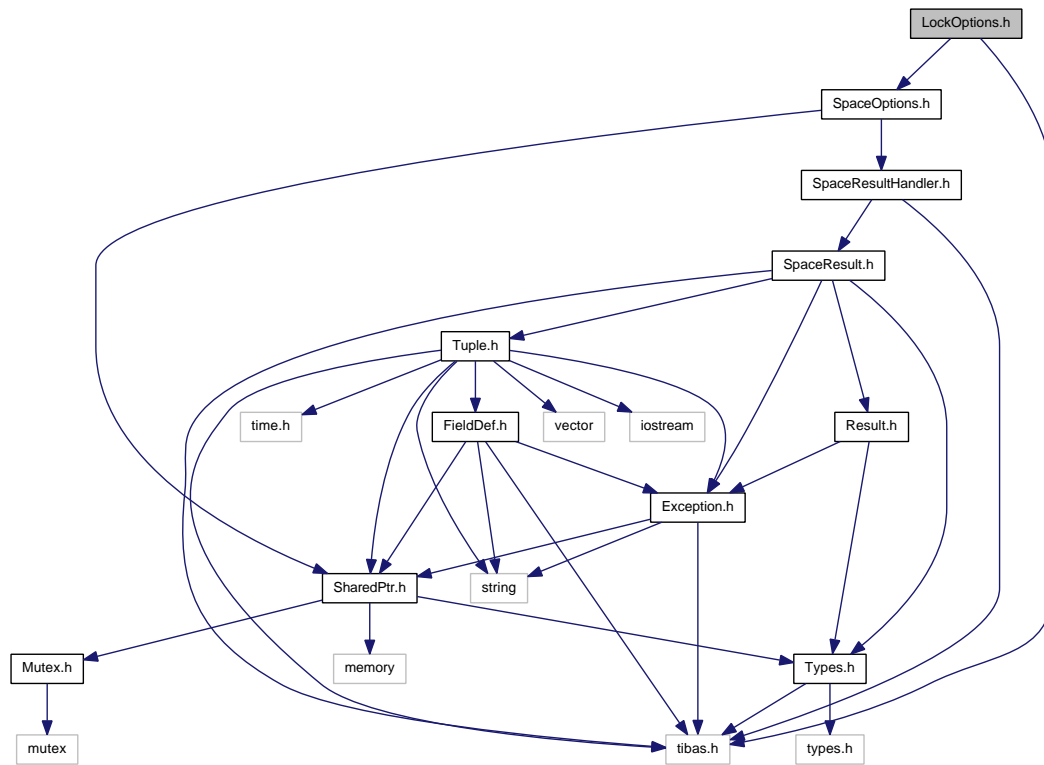 LockOptions.h
SpaceOptions.h
SpaceResultHandler.h
SpaceResult.h
Tuple.h
time.h
FieldDef.h
vector
iostream
Result.h
Exception.h
SharedPtr.h
string
Mutex.h
memory
Types.h
mutex
tibas.h
types.h